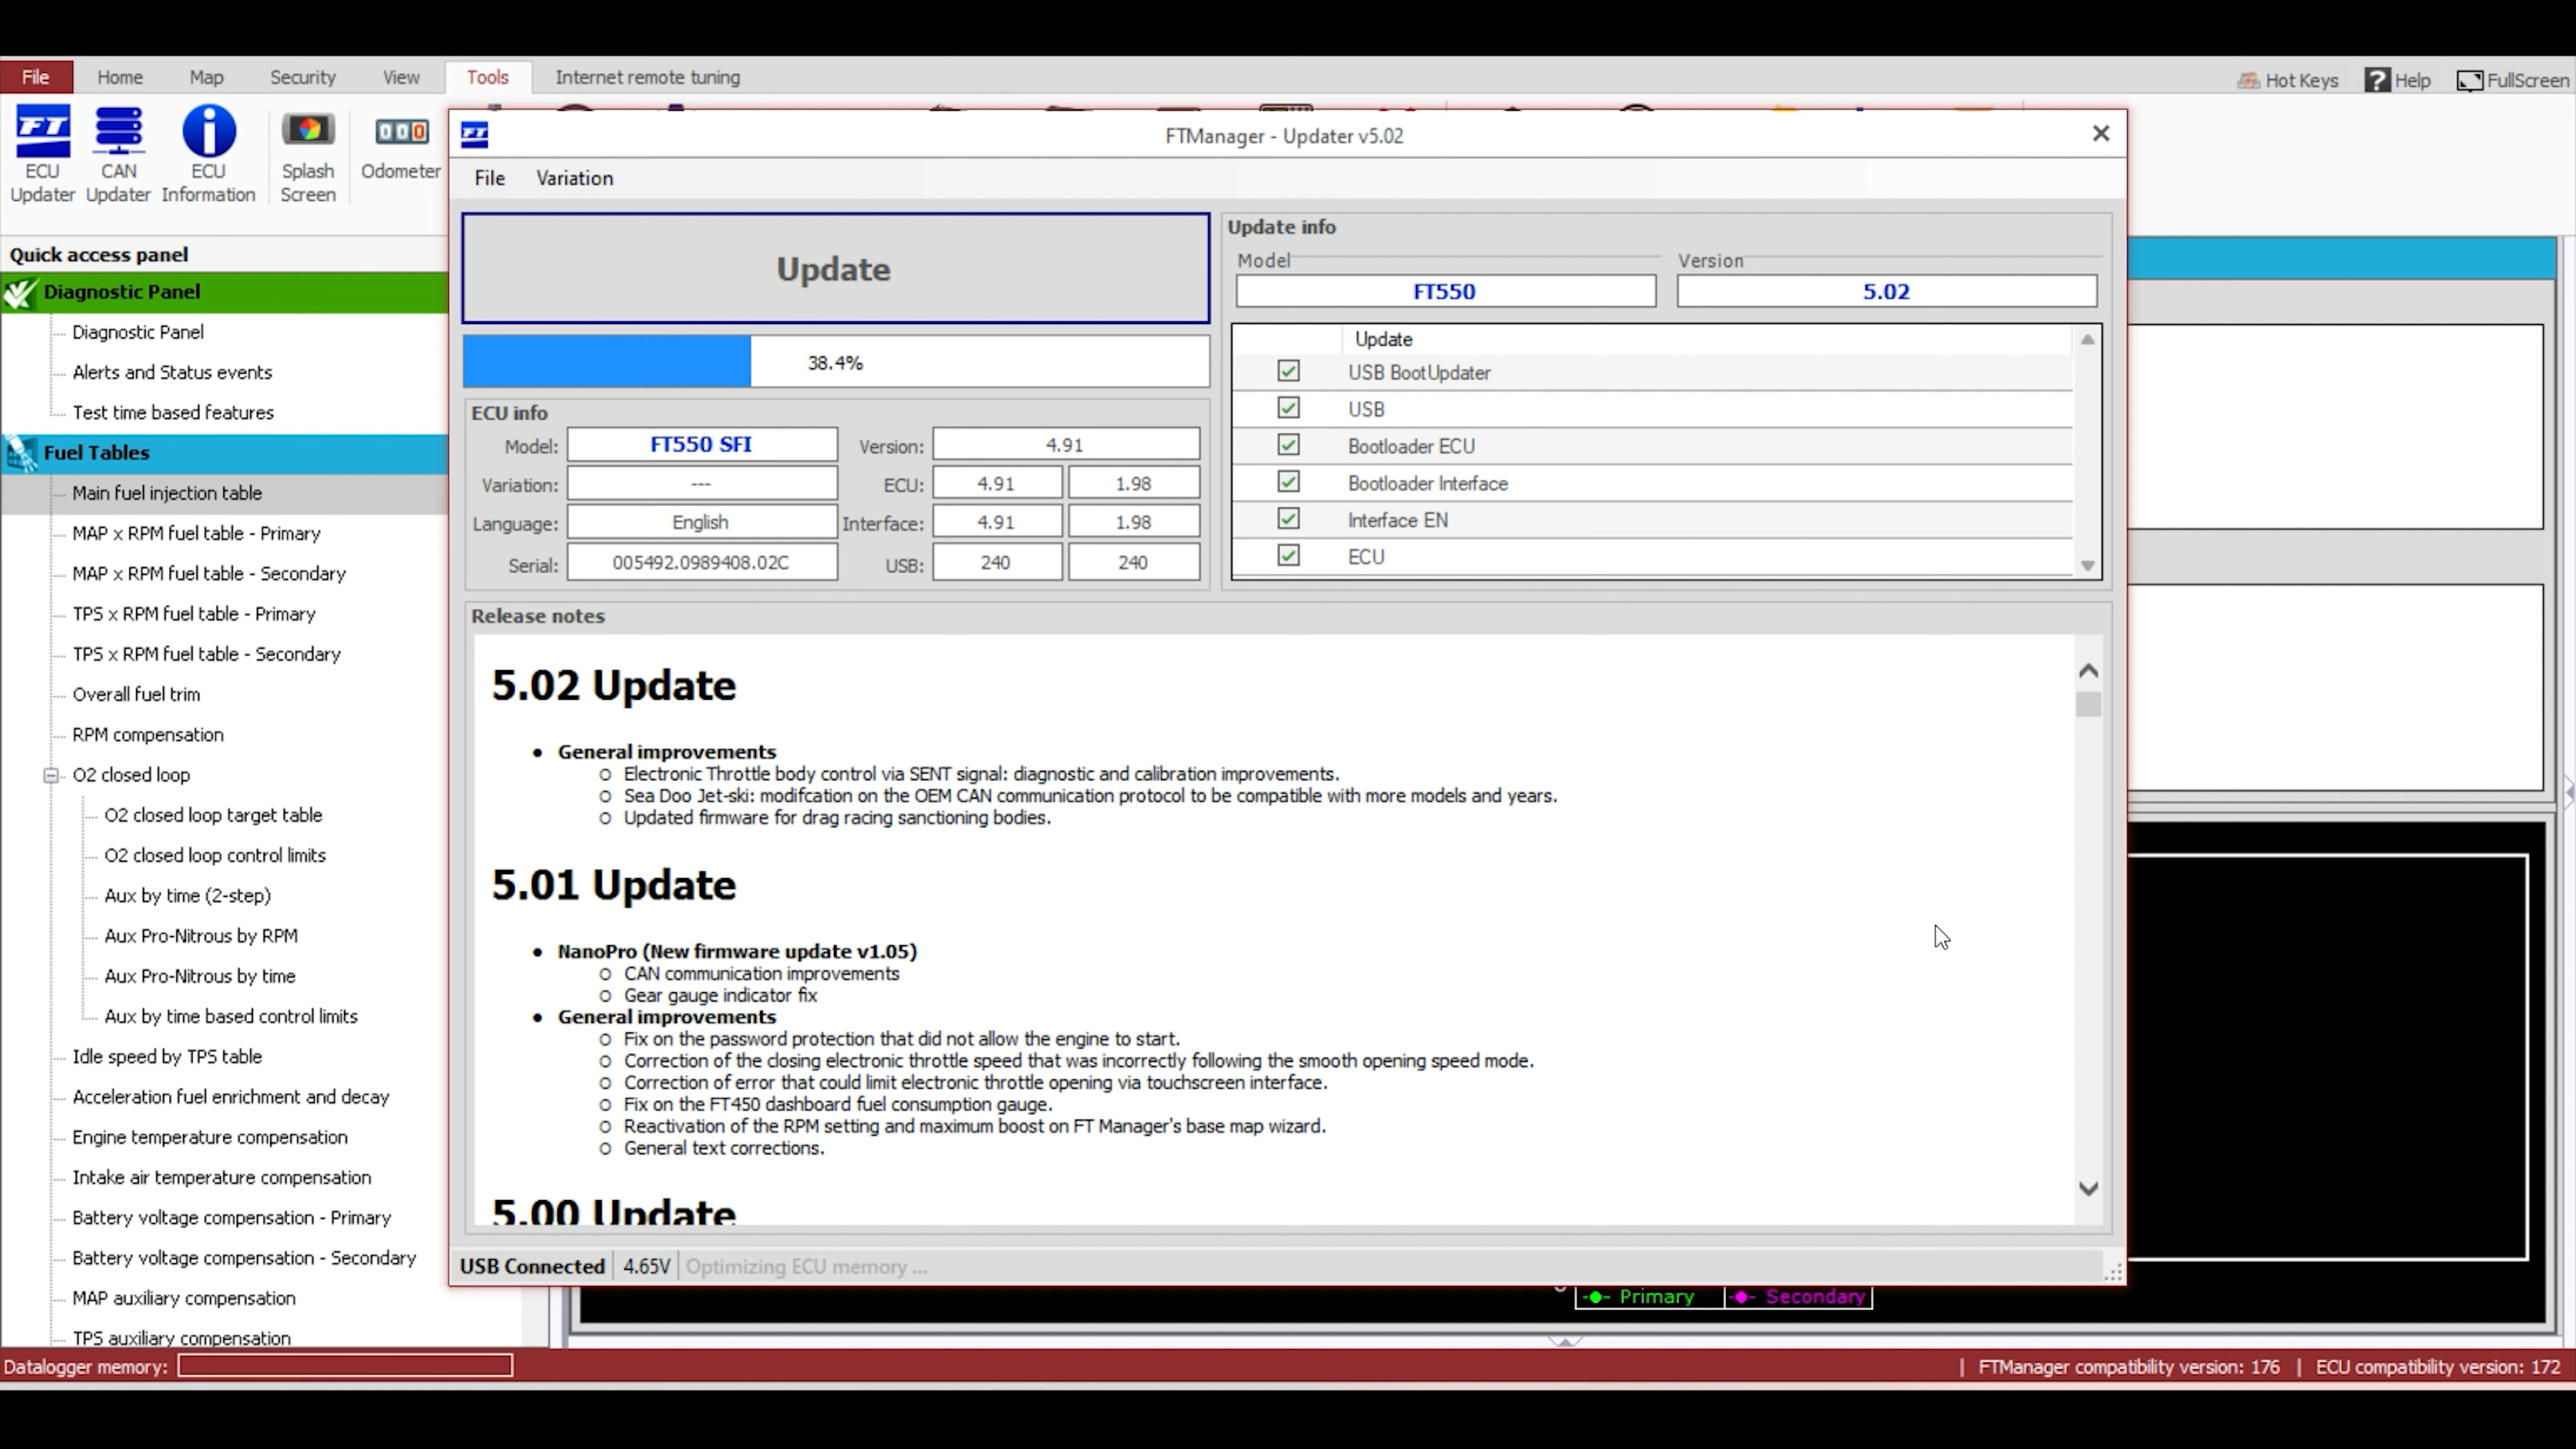 File Home Map Security View Tools Internet remote tuning Hot Keys ? Help FullScreen
FT ECU Updater
CAN Updater
i ECU Information
Splash Screen
000 Odometer
Quick access panel
Diagnostic Panel
Diagnostic Panel
Alerts and Status events
Test time based features
Fuel Tables
Main fuel injection table
MAP x RPM fuel table - Primary
MAP x RPM fuel table - Secondary
TPS x RPM fuel table - Primary
TPS x RPM fuel table - Secondary
Overall fuel trim
RPM compensation
O2 closed loop
O2 closed loop target table
O2 closed loop control limits
Aux by time (2-step)
Aux Pro-Nitrous by RPM
Aux Pro-Nitrous by time
Aux by time based control limits
Idle speed by TPS table
Acceleration fuel enrichment and decay
Engine temperature compensation
Intake air temperature compensation
Battery voltage compensation - Primary
Battery voltage compensation - Secondary
MAP auxiliary compensation
TPS auxiliary compensation
FT FTManager - Updater v5.02
File Variation
Update
38.4%
ECU info
Model: FT550 SFI Version: 4.91
Variation: --- ECU: 4.91 1.98
Language: English Interface: 4.91 1.98
Serial: 005492.0989408.02C USB: 240 240
Update info
Model Version
FT550 5.02
Update
USB BootUpdater
USB
Bootloader ECU
Bootloader Interface
Interface EN
ECU
Release notes
5.02 Update
• General improvements
○ Electronic Throttle body control via SENT signal: diagnostic and calibration improvements.
○ Sea Doo Jet-ski: modifcation on the OEM CAN communication protocol to be compatible with more models and years.
○ Updated firmware for drag racing sanctioning bodies.
5.01 Update
• NanoPro (New firmware update v1.05)
○ CAN communication improvements
○ Gear gauge indicator fix
• General improvements
○ Fix on the password protection that did not allow the engine to start.
○ Correction of the closing electronic throttle speed that was incorrectly following the smooth opening speed mode.
○ Correction of error that could limit electronic throttle opening via touchscreen interface.
○ Fix on the FT450 dashboard fuel consumption gauge.
○ Reactivation of the RPM setting and maximum boost on FT Manager's base map wizard.
○ General text corrections.
5.00 Update
USB Connected 4.65V Optimizing ECU memory ...
Primary Secondary
Datalogger memory: | FTManager compatibility version: 176 | ECU compatibility version: 172